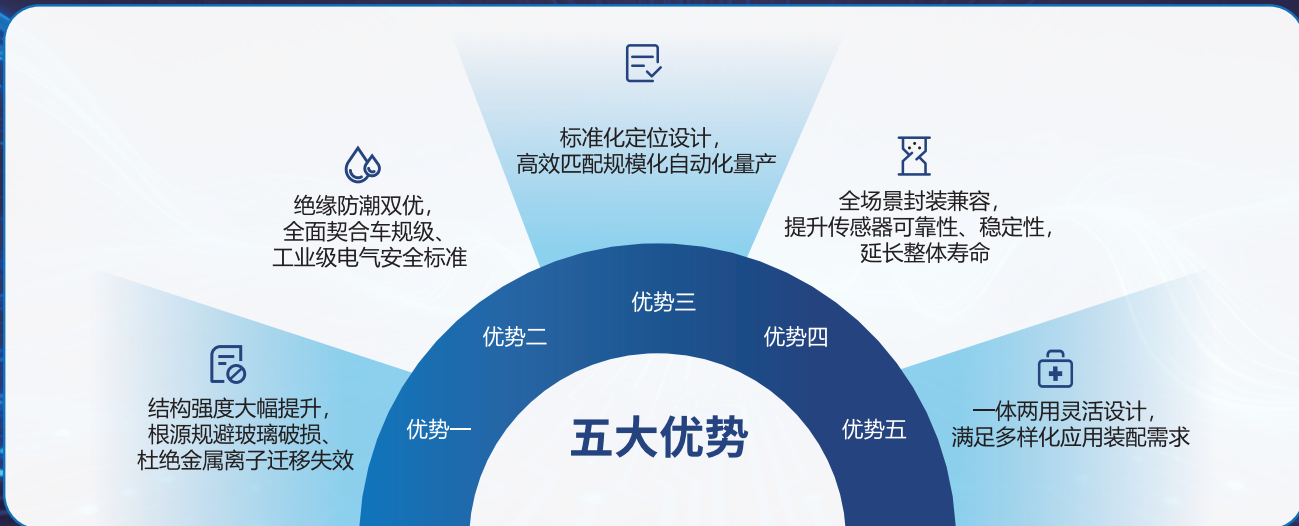 标准化定位设计，
高效匹配规模化自动化量产
绝缘防潮双优，
全面契合车规级、
工业级电气安全标准
全场景封装兼容，
提升传感器可靠性、稳定性，
延长整体寿命
优势三
优势二
优势四
结构强度大幅提升，
根源规避玻璃破损、
杜绝金属离子迁移失效
优势一
五大优势
优势五
一体两用灵活设计，
满足多样化应用装配需求